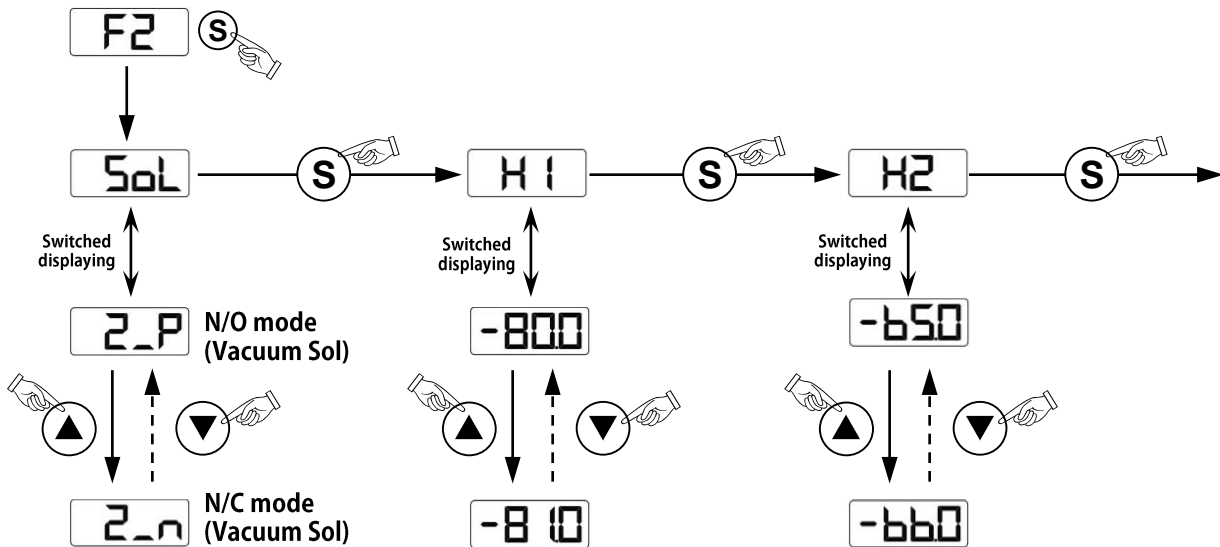 F2 S
SoL S H1 S H2 S
Switched
displaying
Switched
displaying
Switched
displaying
2_P N/O mode
(Vacuum Sol)
-80.0
-65.0
2_n N/C mode
(Vacuum Sol)
-81.0
-66.0